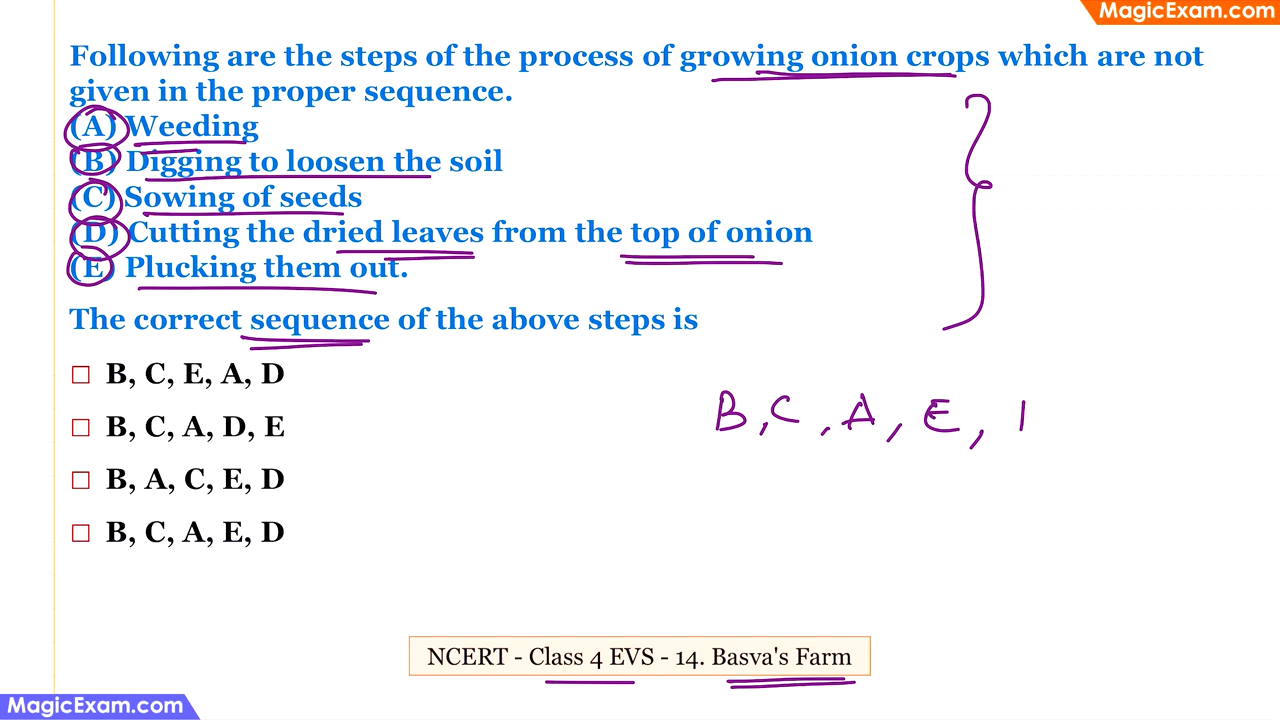 MagicExam.com
Following are the steps of the process of growing onion crops which are not
given in the proper sequence.
(A) Weeding
(B) Digging to loosen the soil
(C) Sowing of seeds
(D) Cutting the dried leaves from the top of onion
(E) Plucking them out.
The correct sequence of the above steps is
B, C, E, A, D
B, C, A, D, E
B, A, C, E, D
B, C, A, E, D
B, C, A, E,
NCERT - Class 4 EVS - 14. Basva's Farm
MagicExam.com